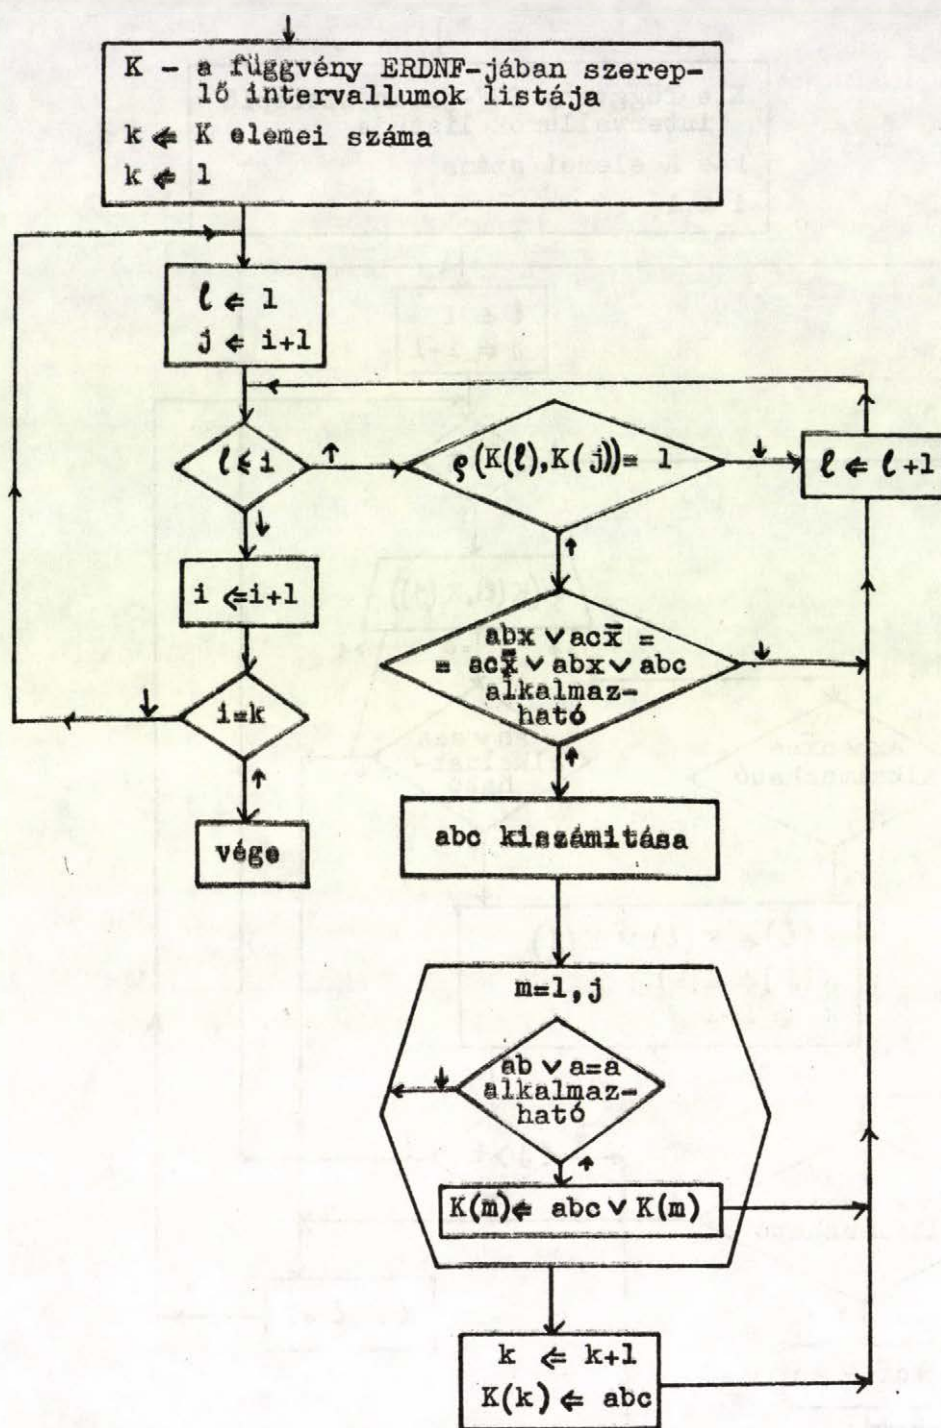 K – a függvény ERDNF-jában szerep-
lő intervallumok listája
k ⇐ K elemei száma
k ⇐ 1
ℓ ⇐ 1
j ⇐ i+1
ℓ ≤ i
↑
ρ(K(ℓ),K(j))= 1
↓
ℓ ⇐ ℓ+1
↓
↑
i ⇐i+1
abx ∨ acx̄ =
= acx̄ ∨ abx ∨ abc
alkalmaz-
ható
↓
↓
i=k
↑
↑
abc kiszámitása
vége
m=1,j
ab ∨ a=a
alkalmaz-
ható
↓
↑
K(m)⇐ abc ∨ K(m)
k ⇐ k+1
K(k) ⇐ abc